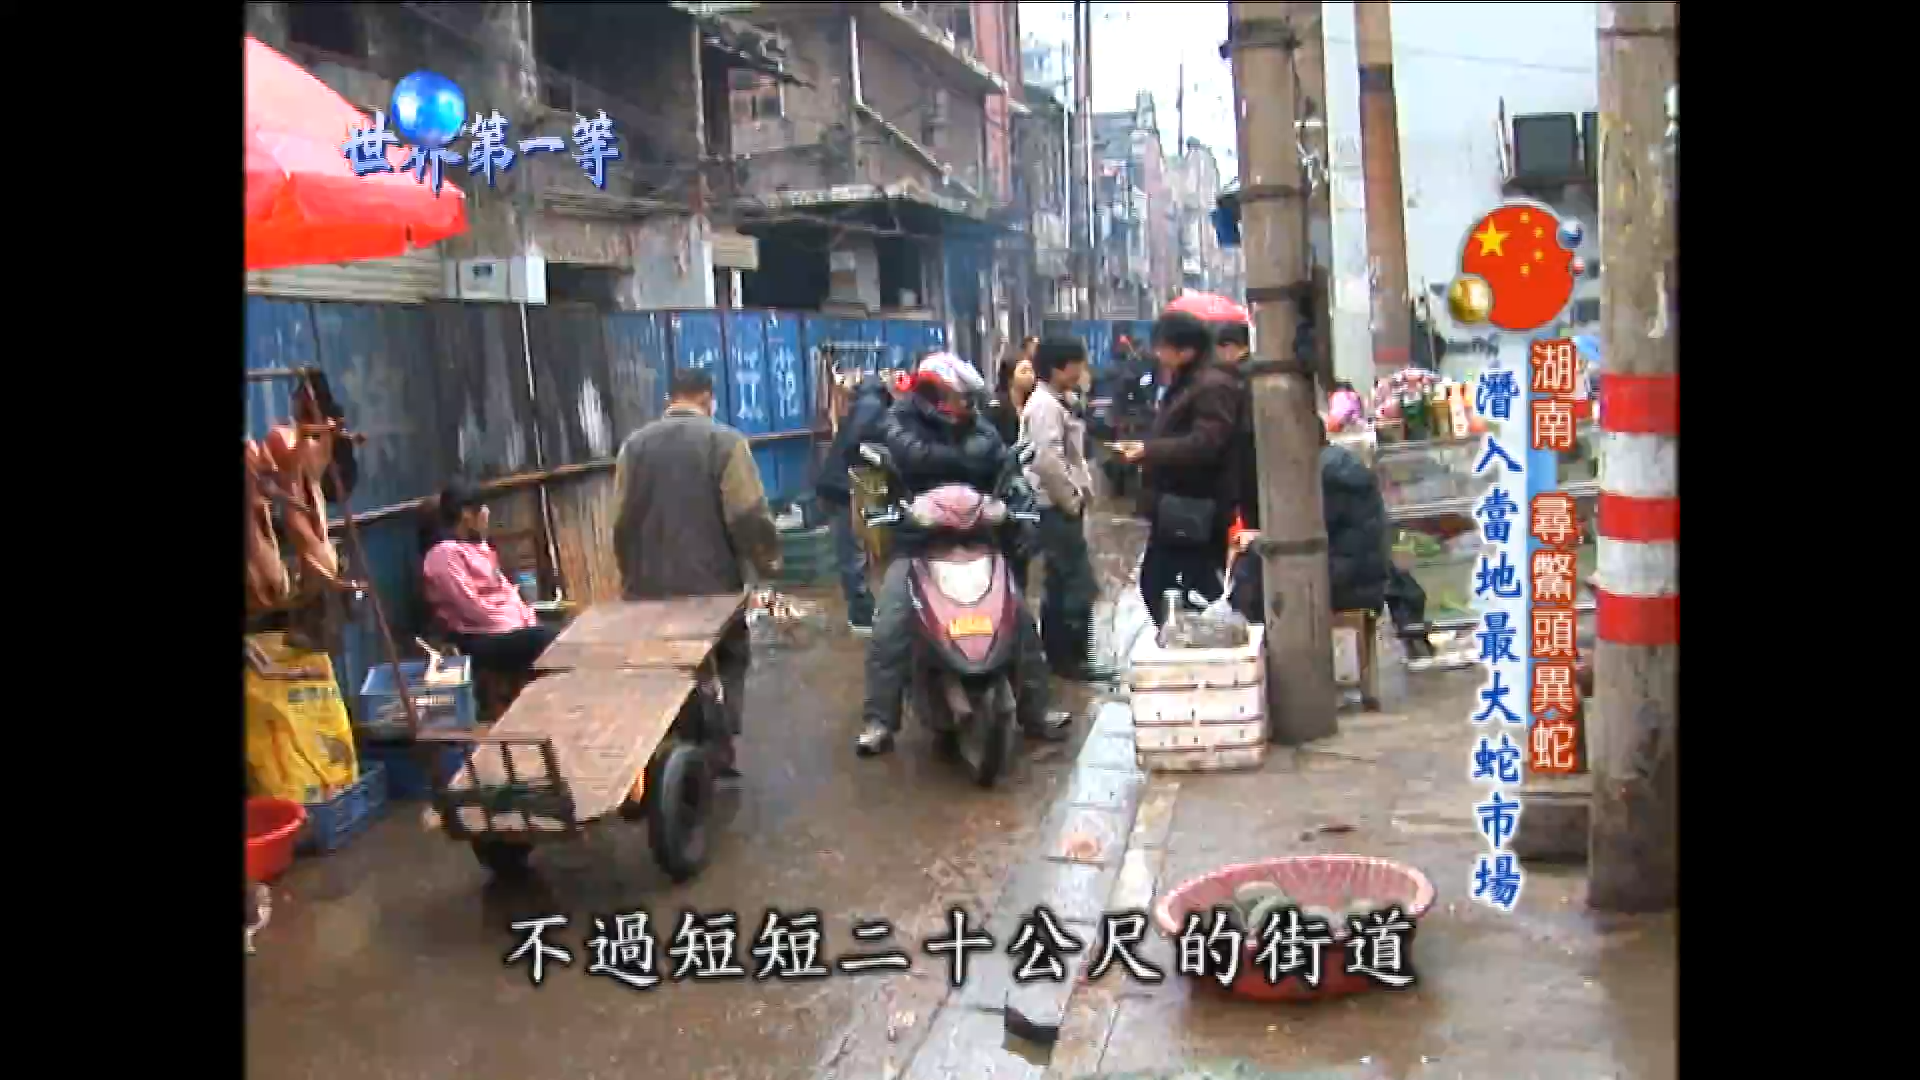 世界第一等
湖南 尋鱉頭異蛇
潛入當地最大蛇市場
不過短短二十公尺的街道